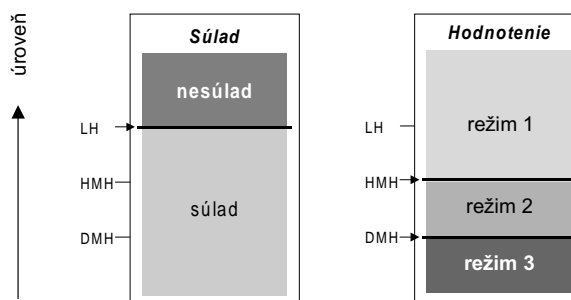 úroveň
Súlad
nesúlad
LH
HMH
súlad
DMH
Hodnotenie
LH
režim 1
HMH
režim 2
DMH
režim 3